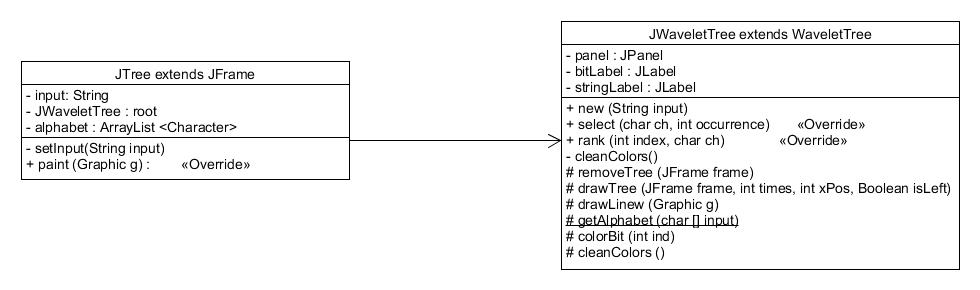 JTree extends JFrame
- input: String
- JWaveletTree : root
- alphabet : ArrayList <Character>
- setInput(String input)
+ paint (Graphic g) : «Override»
JWaveletTree extends WaveletTree
- panel : JPanel
- bitLabel : JLabel
- stringLabel : JLabel
+ new (String input)
+ select (char ch, int occurrence) «Override»
+ rank (int index, char ch) «Override»
- cleanColors()
# removeTree (JFrame frame)
# drawTree (JFrame frame, int times, int xPos, Boolean isLeft)
# drawLinew (Graphic g)
# getAlphabet (char [] input)
# colorBit (int ind)
# cleanColors ()